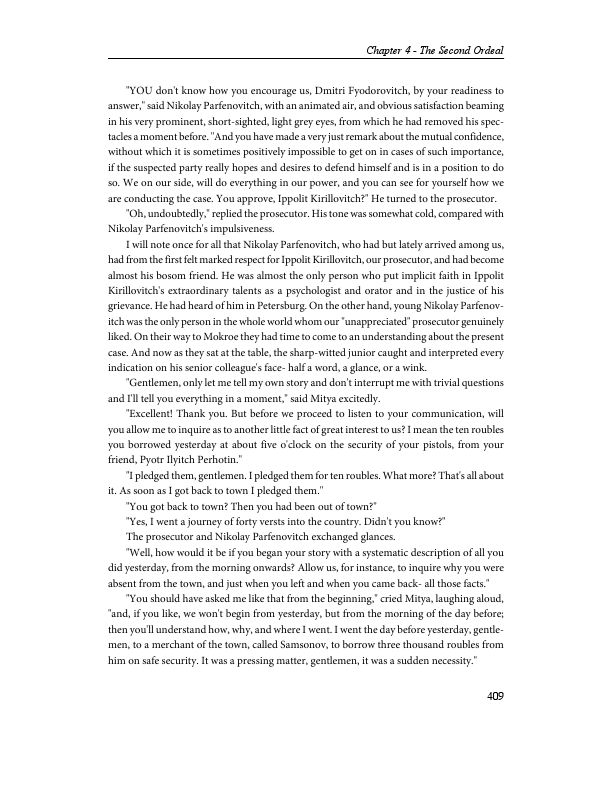 Chapter 4 - The Second Ordeal
"YOU don't know how you encourage us, Dmitri Fyodorovitch, by your readiness to
answer," said Nikolay Parfenovitch, with an animated air, and obvious satisfaction beaming
in his very prominent, short-sighted, light grey eyes, from which he had removed his spec-
tacles a moment before. "And you have made a very just remark about the mutual confidence,
without which it is sometimes positively impossible to get on in cases of such importance,
if the suspected party really hopes and desires to defend himself and is in a position to do
so. We on our side, will do everything in our power, and you can see for yourself how we
are conducting the case. You approve, Ippolit Kirillovitch?" He turned to the prosecutor.
"Oh, undoubtedly," replied the prosecutor. His tone was somewhat cold, compared with
Nikolay Parfenovitch's impulsiveness.
I will note once for all that Nikolay Parfenovitch, who had but lately arrived among us,
had from the first felt marked respect for Ippolit Kirillovitch, our prosecutor, and had become
almost his bosom friend. He was almost the only person who put implicit faith in Ippolit
Kirillovitch's extraordinary talents as a psychologist and orator and in the justice of his
grievance. He had heard of him in Petersburg. On the other hand, young Nikolay Parfenov-
itch was the only person in the whole world whom our "unappreciated" prosecutor genuinely
liked. On their way to Mokroe they had time to come to an understanding about the present
case. And now as they sat at the table, the sharp-witted junior caught and interpreted every
indication on his senior colleague's face- half a word, a glance, or a wink.
"Gentlemen, only let me tell my own story and don't interrupt me with trivial questions
and I'll tell you everything in a moment," said Mitya excitedly.
"Excellent! Thank you. But before we proceed to listen to your communication, will
you allow me to inquire as to another little fact of great interest to us? I mean the ten roubles
you borrowed yesterday at about five o'clock on the security of your pistols, from your
friend, Pyotr Ilyitch Perhotin."
"I pledged them, gentlemen. I pledged them for ten roubles. What more? That's all about
it. As soon as I got back to town I pledged them."
"You got back to town? Then you had been out of town?"
"Yes, I went a journey of forty versts into the country. Didn't you know?"
The prosecutor and Nikolay Parfenovitch exchanged glances.
"Well, how would it be if you began your story with a systematic description of all you
did yesterday, from the morning onwards? Allow us, for instance, to inquire why you were
absent from the town, and just when you left and when you came back- all those facts."
"You should have asked me like that from the beginning," cried Mitya, laughing aloud,
"and, if you like, we won't begin from yesterday, but from the morning of the day before;
then you'll understand how, why, and where I went. I went the day before yesterday, gentle-
men, to a merchant of the town, called Samsonov, to borrow three thousand roubles from
him on safe security. It was a pressing matter, gentlemen, it was a sudden necessity."
409